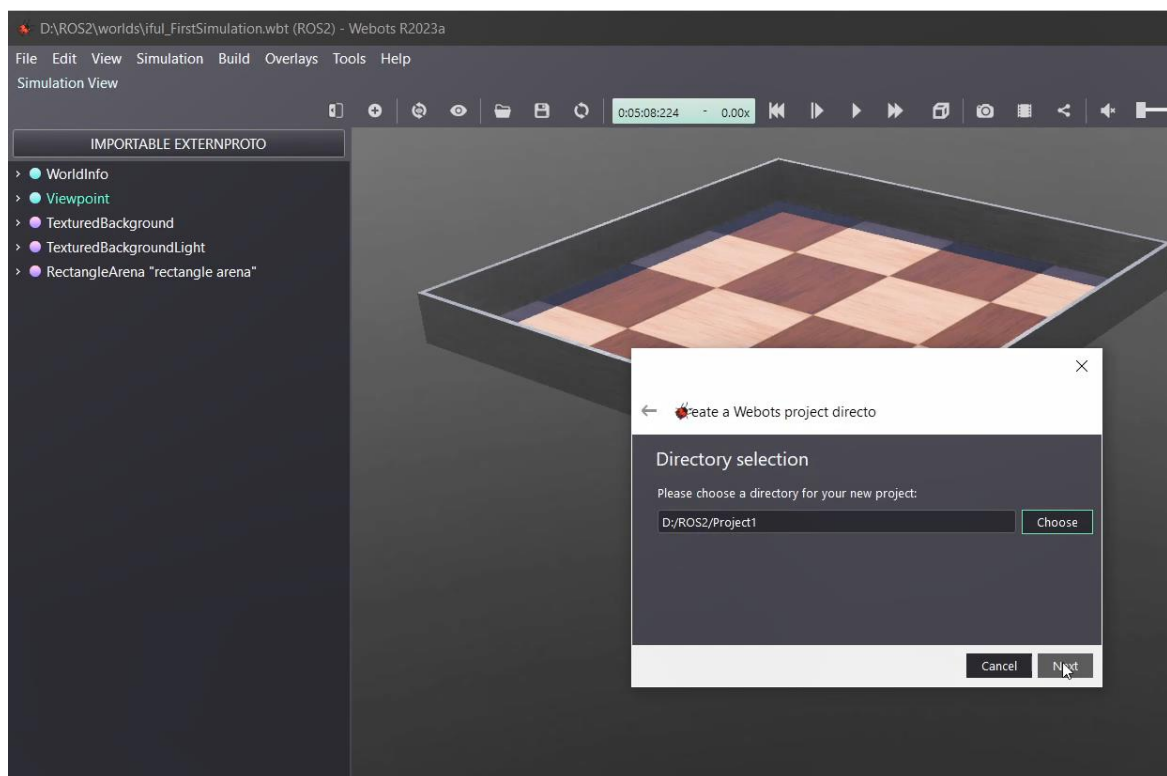 D:\ROS2\worlds\iful_FirstSimulation.wbt (ROS2) - Webots R2023a
File Edit View Simulation Build Overlays Tools Help
Simulation View
0:05:08:224 - 0.00x
IMPORTABLE EXTERNPROTO
WorldInfo
Viewpoint
TexturedBackground
TexturedBackgroundLight
RectangleArena "rectangle arena"
eate a Webots project directo
Directory selection
Please choose a directory for your new project:
D:/ROS2/Project1
Choose
Cancel Next